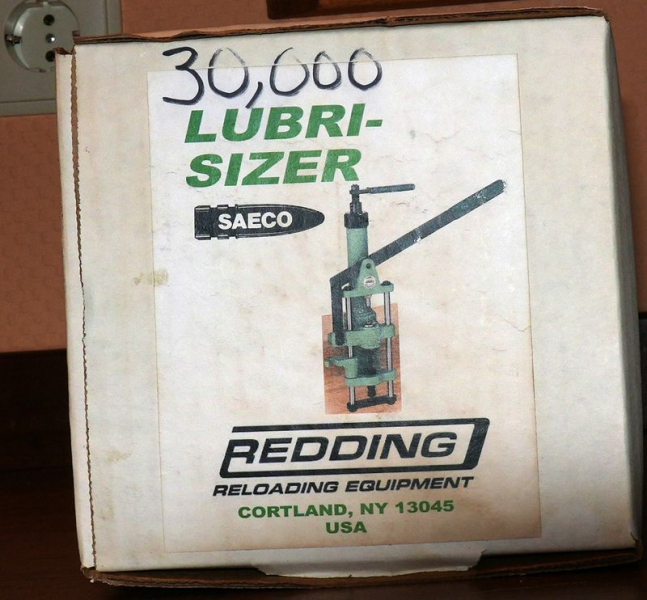 30,000
LUBRI-
SIZER
SAECO
REDDING
RELOADING EQUIPMENT
CORTLAND, NY 13045
USA